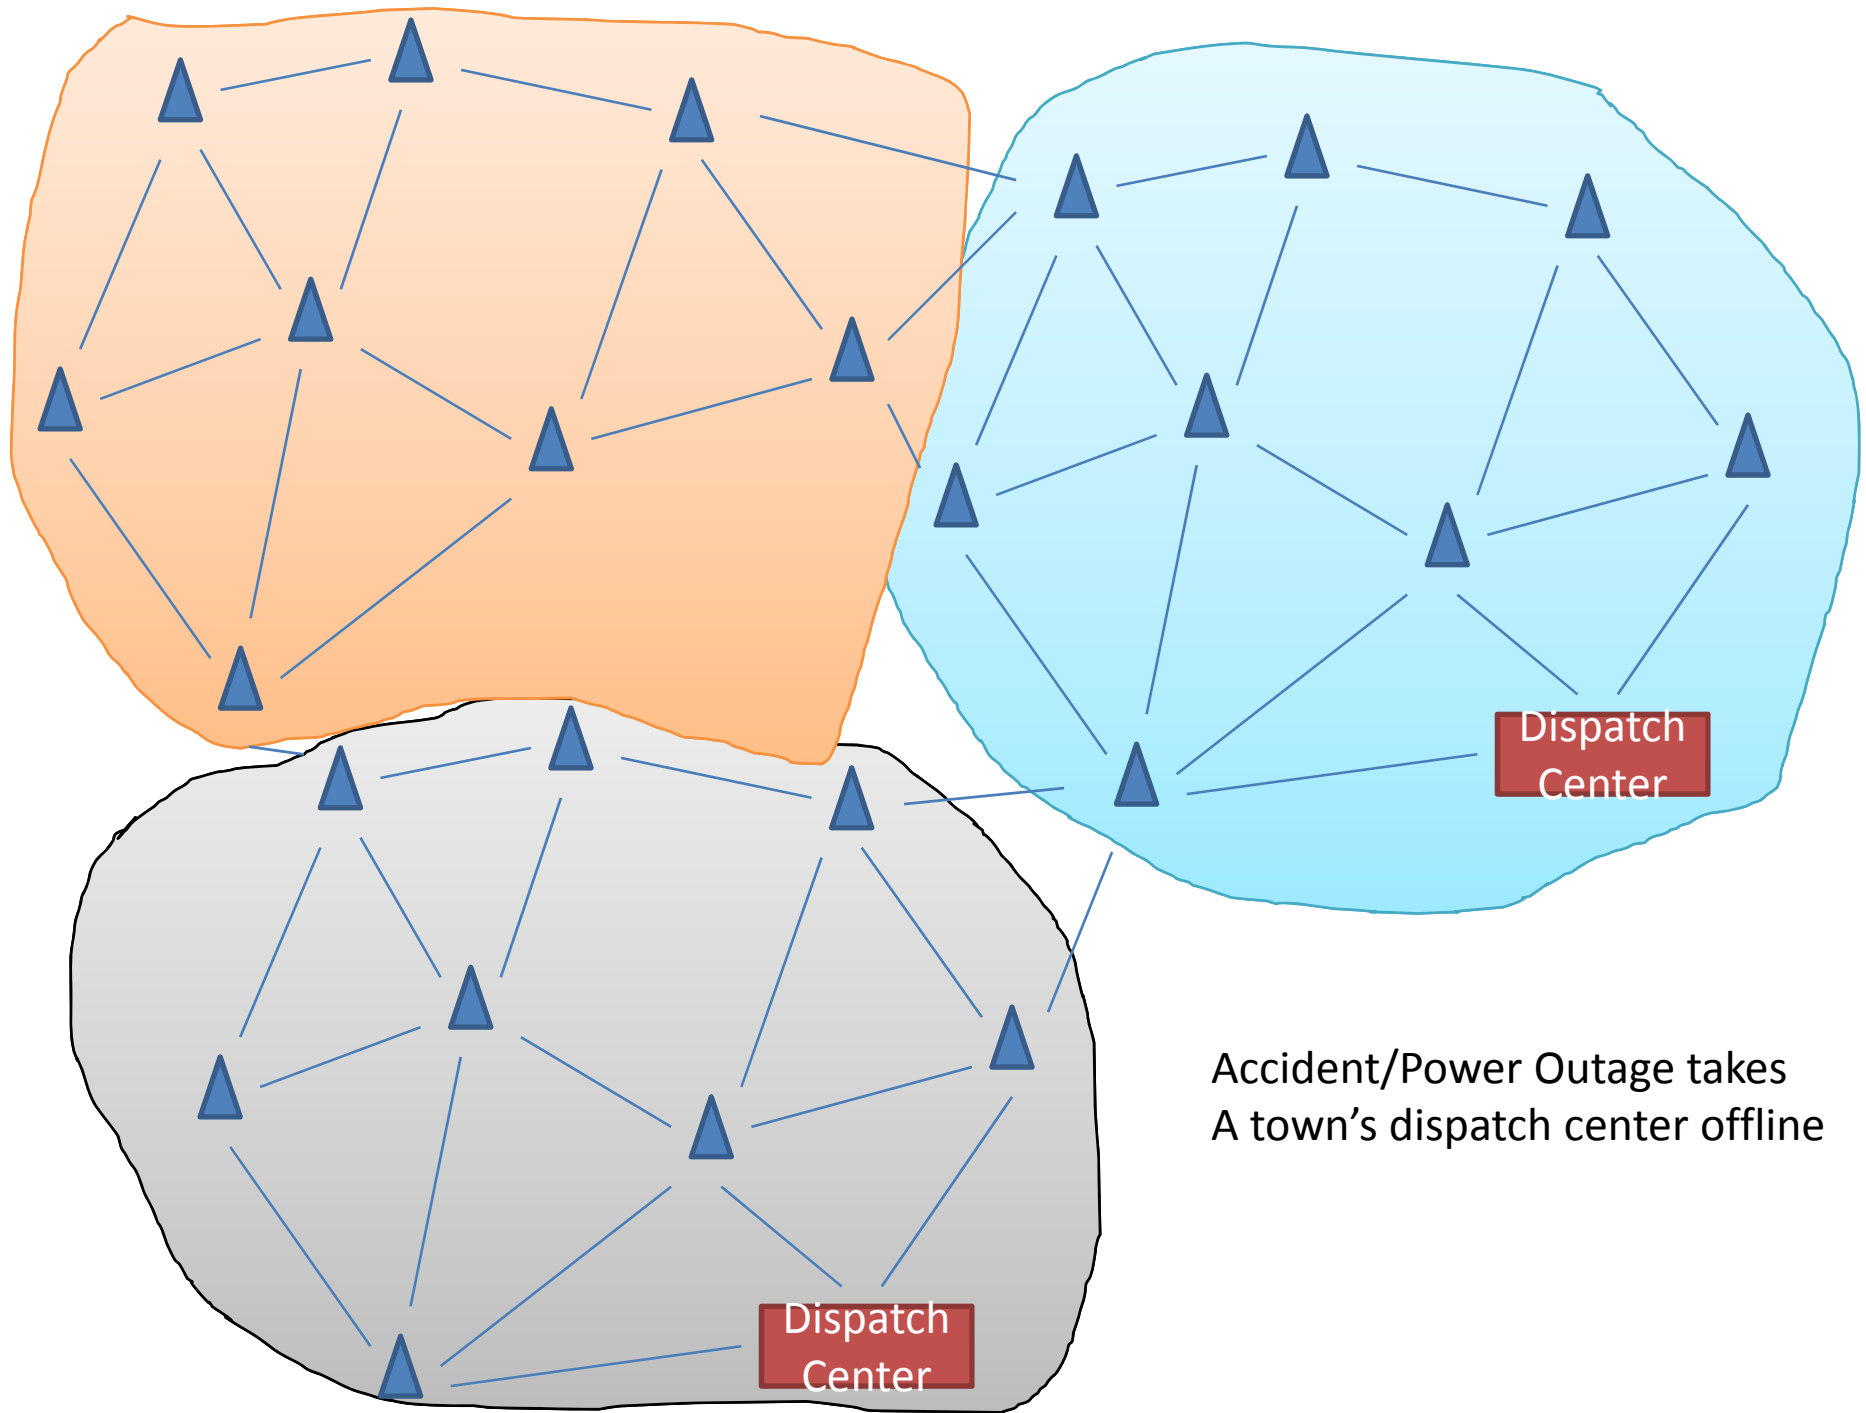 Dispatch
Center
Accident/Power Outage takes
A town’s dispatch center offline
Dispatch
Center